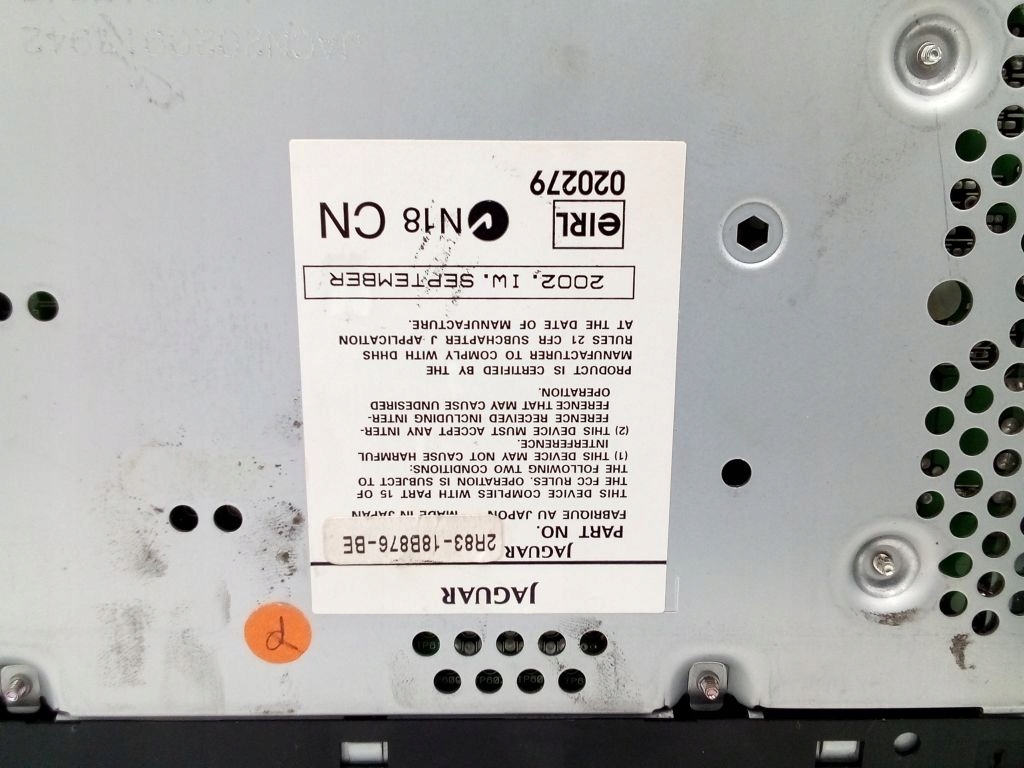 JAGUAR
JAGUAR
PART NO. 2R83-18B876-BE
FABRIQUE AU JAPON MADE IN JAPAN
THIS DEVICE COMPLIES WITH PART 15 OF
THE FCC RULES. OPERATION IS SUBJECT TO
THE FOLLOWING TWO CONDITIONS:
(1) THIS DEVICE MAY NOT CAUSE HARMFUL
INTERFERENCE.
(2) THIS DEVICE MUST ACCEPT ANY INTER-
FERENCE RECEIVED INCLUDING INTER-
FERENCE THAT MAY CAUSE UNDESIRED
OPERATION.
PRODUCT IS CERTIFIED BY THE
MANUFACTURER TO COMPLY WITH DHHS
RULES 21 CFR SUBCHAPTER J APPLICATION
AT THE DATE OF MANUFACTURE.
2002. IW. SEPTEMBER
eIRL N18 CN
020279